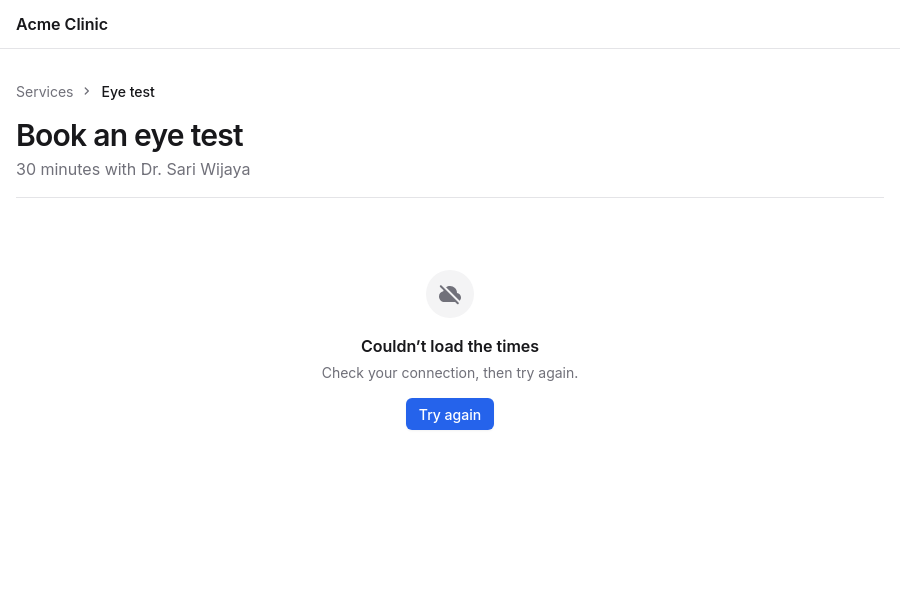 Acme Clinic
Services > Eye test
Book an eye test
30 minutes with Dr. Sari Wijaya
Couldn’t load the times
Check your connection, then try again.
Try again